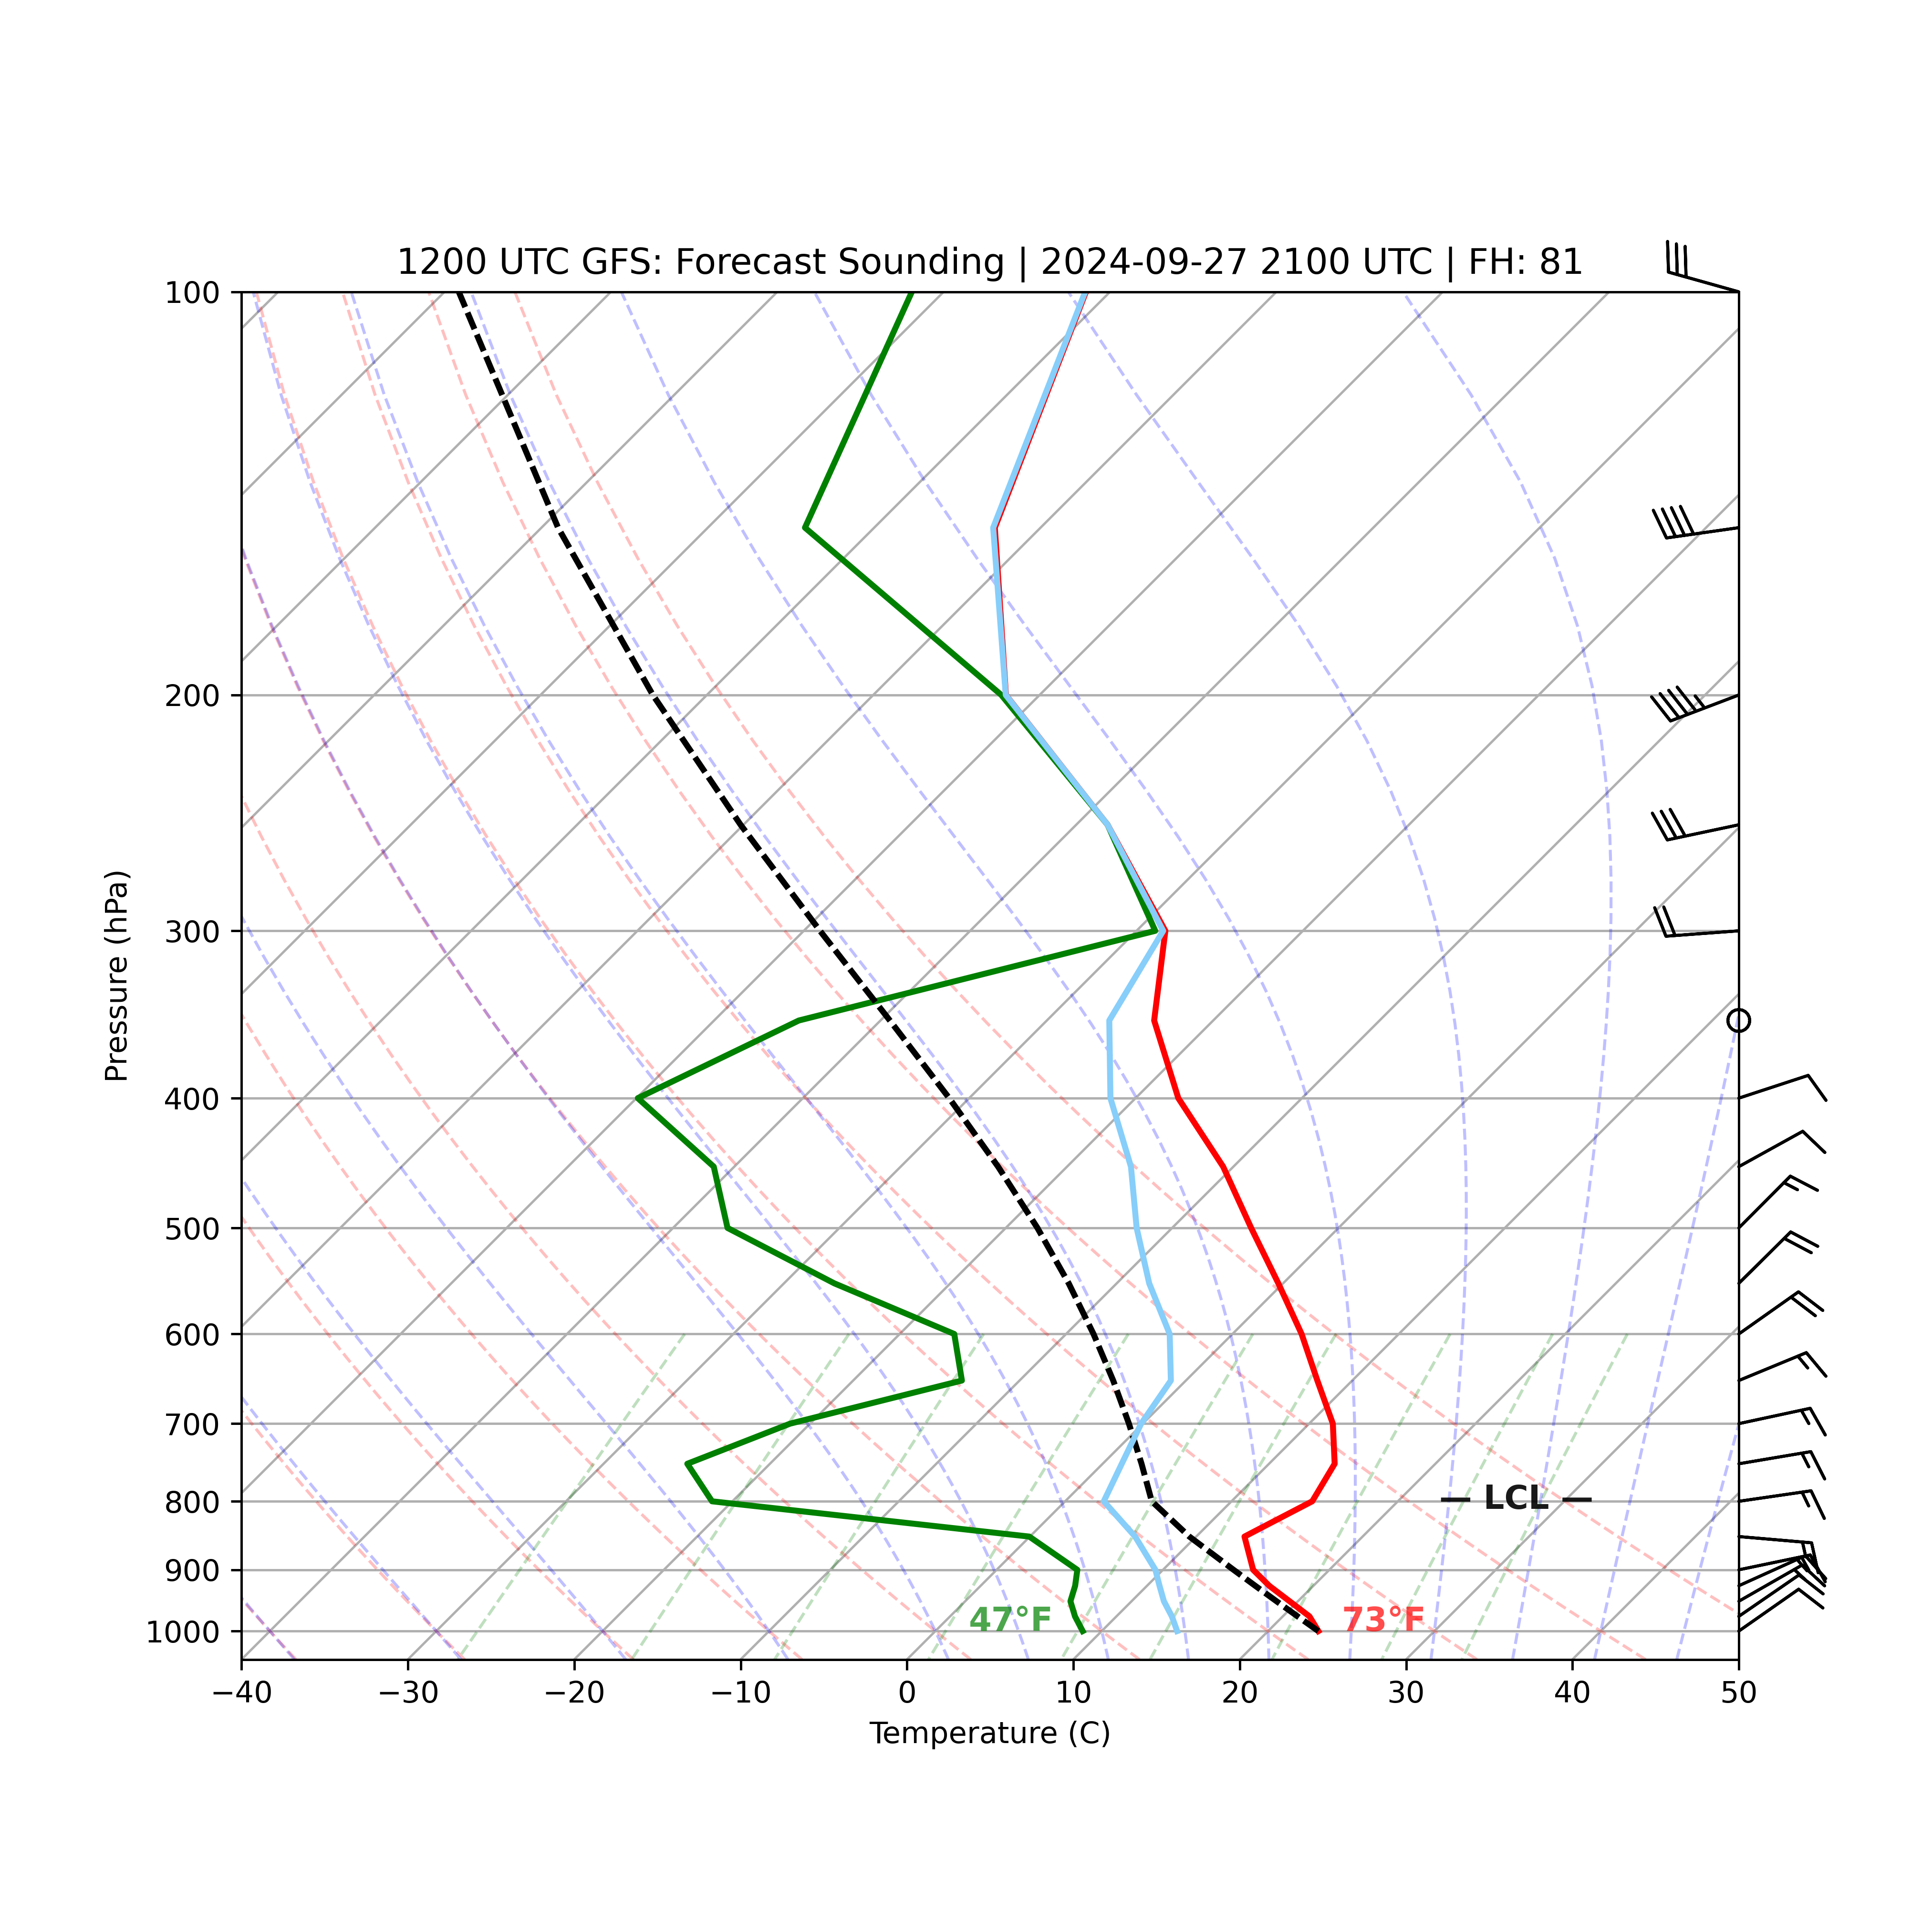 1200 UTC GFS: Forecast Sounding | 2024-09-27 2100 UTC | FH: 81
100
200
300
400
500
600
700
800
900
1000
Pressure (hPa)
LCL
47°F
73°F
−40 −30 −20 −10 0 10 20 30 40 50
Temperature (C)